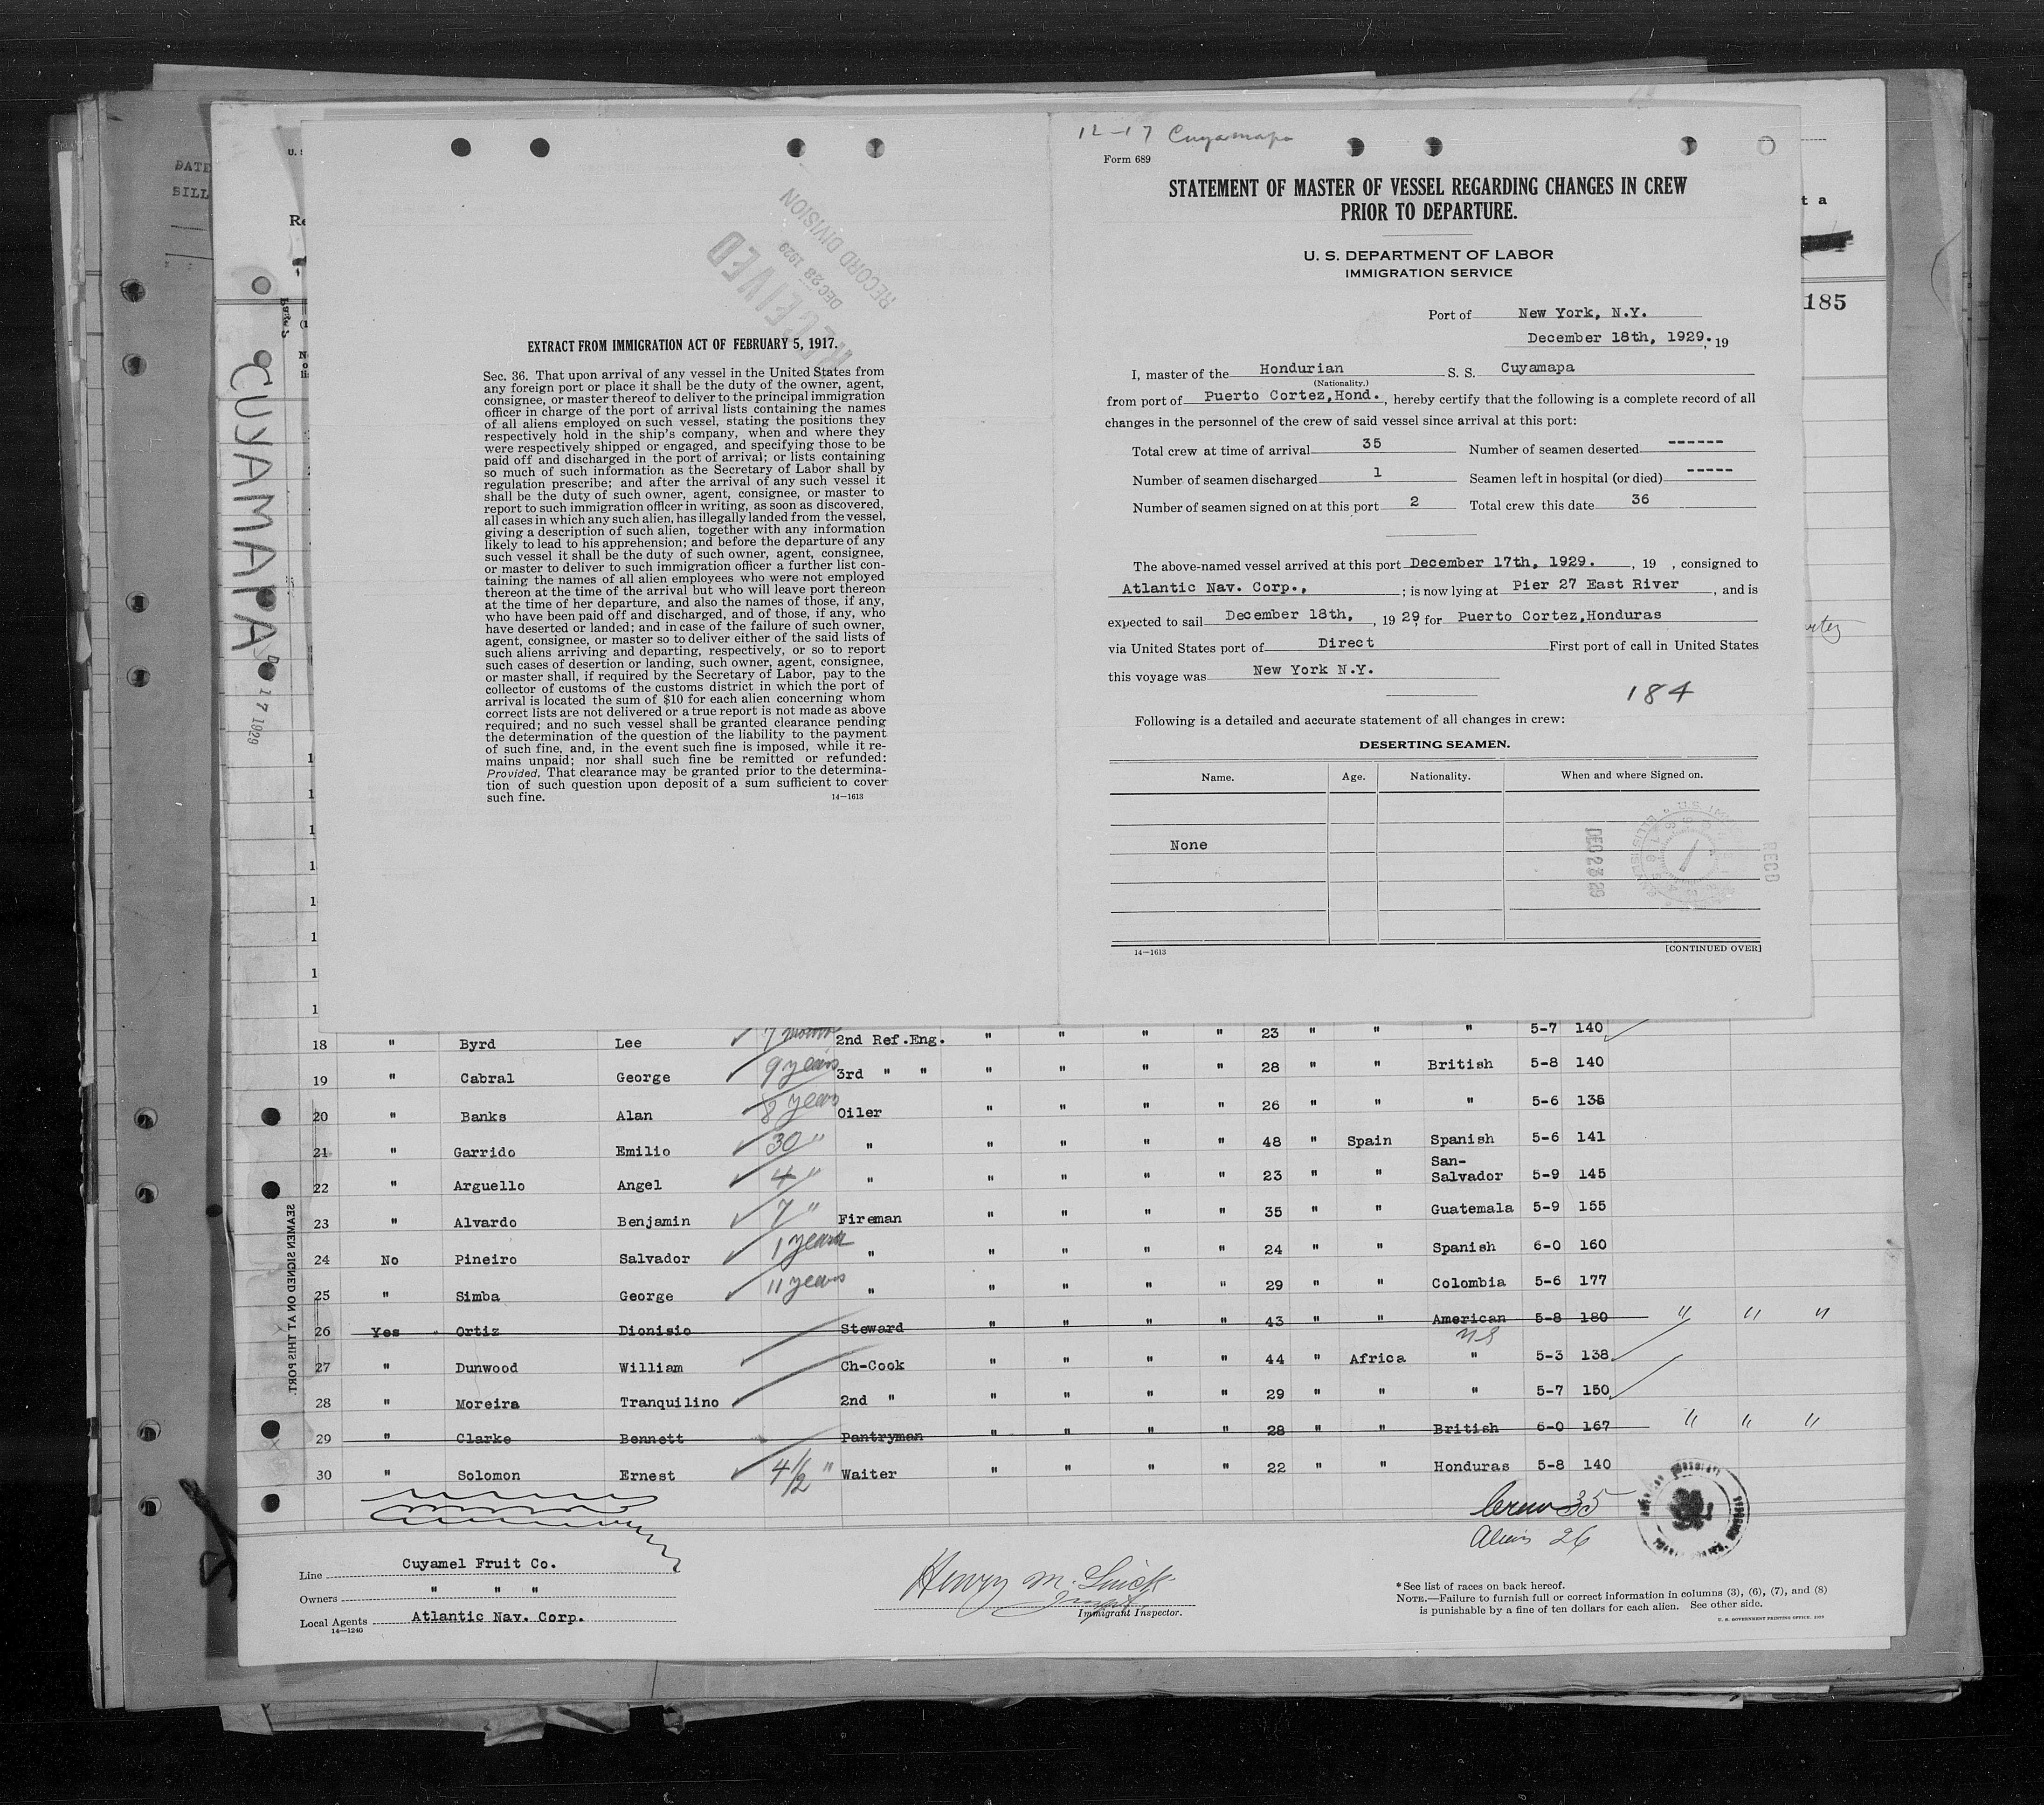 12-17 Cuyamapa
Form 689
STATEMENT OF MASTER OF VESSEL REGARDING CHANGES IN CREW
PRIOR TO DEPARTURE.
U. S. DEPARTMENT OF LABOR
IMMIGRATION SERVICE
Port of New York, N.Y.
December 18th, 1929. , 19
I, master of the Hondurian S. S. Cuyamapa
(Nationality.)
from port of Puerto Cortez,Hond. , hereby certify that the following is a complete record of all
changes in the personnel of the crew of said vessel since arrival at this port:
Total crew at time of arrival 35 Number of seamen deserted ------
Number of seamen discharged 1 Seamen left in hospital (or died) -----
Number of seamen signed on at this port 2 Total crew this date 36
The above-named vessel arrived at this port December 17th, 1929. , 19 , consigned to
Atlantic Nav. Corp., ; is now lying at Pier 27 East River , and is
expected to sail December 18th, , 19 29, for Puerto Cortez,Honduras
via United States port of Direct First port of call in United States
this voyage was New York N.Y.
184
Following is a detailed and accurate statement of all changes in crew:
DESERTING SEAMEN.
Name. Age. Nationality. When and where Signed on.
None
RECD
DEC 23 29
14—1613 [CONTINUED OVER]
RECEIVED
DEC 28 1929
RECORD DIVISION
EXTRACT FROM IMMIGRATION ACT OF FEBRUARY 5, 1917.
Sec. 36. That upon arrival of any vessel in the United States from
any foreign port or place it shall be the duty of the owner, agent,
consignee, or master thereof to deliver to the principal immigration
officer in charge of the port of arrival lists containing the names
of all aliens employed on such vessel, stating the positions they
respectively hold in the ship's company, when and where they
were respectively shipped or engaged, and specifying those to be
paid off and discharged in the port of arrival; or lists containing
so much of such information as the Secretary of Labor shall by
regulation prescribe; and after the arrival of any such vessel it
shall be the duty of such owner, agent, consignee, or master to
report to such immigration officer in writing, as soon as discovered,
all cases in which any such alien, has illegally landed from the vessel,
giving a description of such alien, together with any information
likely to lead to his apprehension; and before the departure of any
such vessel it shall be the duty of such owner, agent, consignee,
or master to deliver to such immigration officer a further list con-
taining the names of all alien employees who were not employed
thereon at the time of the arrival but who will leave port thereon
at the time of her departure, and also the names of those, if any,
who have been paid off and discharged, and of those, if any, who
have deserted or landed; and in case of the failure of such owner,
agent, consignee, or master so to deliver either of the said lists of
such aliens arriving and departing, respectively, or so to report
such cases of desertion or landing, such owner, agent, consignee,
or master shall, if required by the Secretary of Labor, pay to the
collector of customs of the customs district in which the port of
arrival is located the sum of $10 for each alien concerning whom
correct lists are not delivered or a true report is not made as above
required; and no such vessel shall be granted clearance pending
the determination of the question of the liability to the payment
of such fine, and, in the event such fine is imposed, while it re-
mains unpaid; nor shall such fine be remitted or refunded:
Provided, That clearance may be granted prior to the determina-
tion of such question upon deposit of a sum sufficient to cover
such fine.
14—1613
DATE
BILL
185
CUYAMAPA
17 1929
SEAMEN SIGNED ON AT THIS PORT.
18 " Byrd Lee 7 months 2nd Ref.Eng. " " " " 23 " " " 5-7 140
19 " Cabral George 9 years 3rd " " " " " " 28 " " British 5-8 140
20 " Banks Alan 8 years Oiler " " " " 26 " " " 5-6 135
21 " Garrido Emilio 30 " " " " " " 48 " Spain Spanish 5-6 141
22 " Arguello Angel 4 " " " " " " 23 " " San-Salvador 5-9 145
23 " Alvardo Benjamin 7 " Fireman " " " " 35 " " Guatemala 5-9 155
24 No Pineiro Salvador 1 year " " " " " 24 " " Spanish 6-0 160
25 " Simba George 11 years " " " " " 29 " " Colombia 5-6 177
26 Yes Ortiz Dionisio Steward " " " " 43 " " American 5-8 180 " " "
27 " Dunwood William Ch-Cook " " " " 44 " Africa " 5-3 138
28 " Moreira Tranquilino 2nd " " " " " 29 " " " 5-7 150
29 " Clarke Bennett Pantryman " " " " 28 " " British 6-0 167 " " "
30 " Solomon Ernest 4 1/2 " Waiter " " " " 22 " " Honduras 5-8 140
Crew 35
Aliens 26
Line Cuyamel Fruit Co.
Owners " " "
Local Agents Atlantic Nav. Corp.
14—1240
Immigrant Inspector.
*See list of races on back hereof.
NOTE.—Failure to furnish full or correct information in columns (3), (6), (7), and (8)
is punishable by a fine of ten dollars for each alien. See other side.
U. S. GOVERNMENT PRINTING OFFICE. 1929